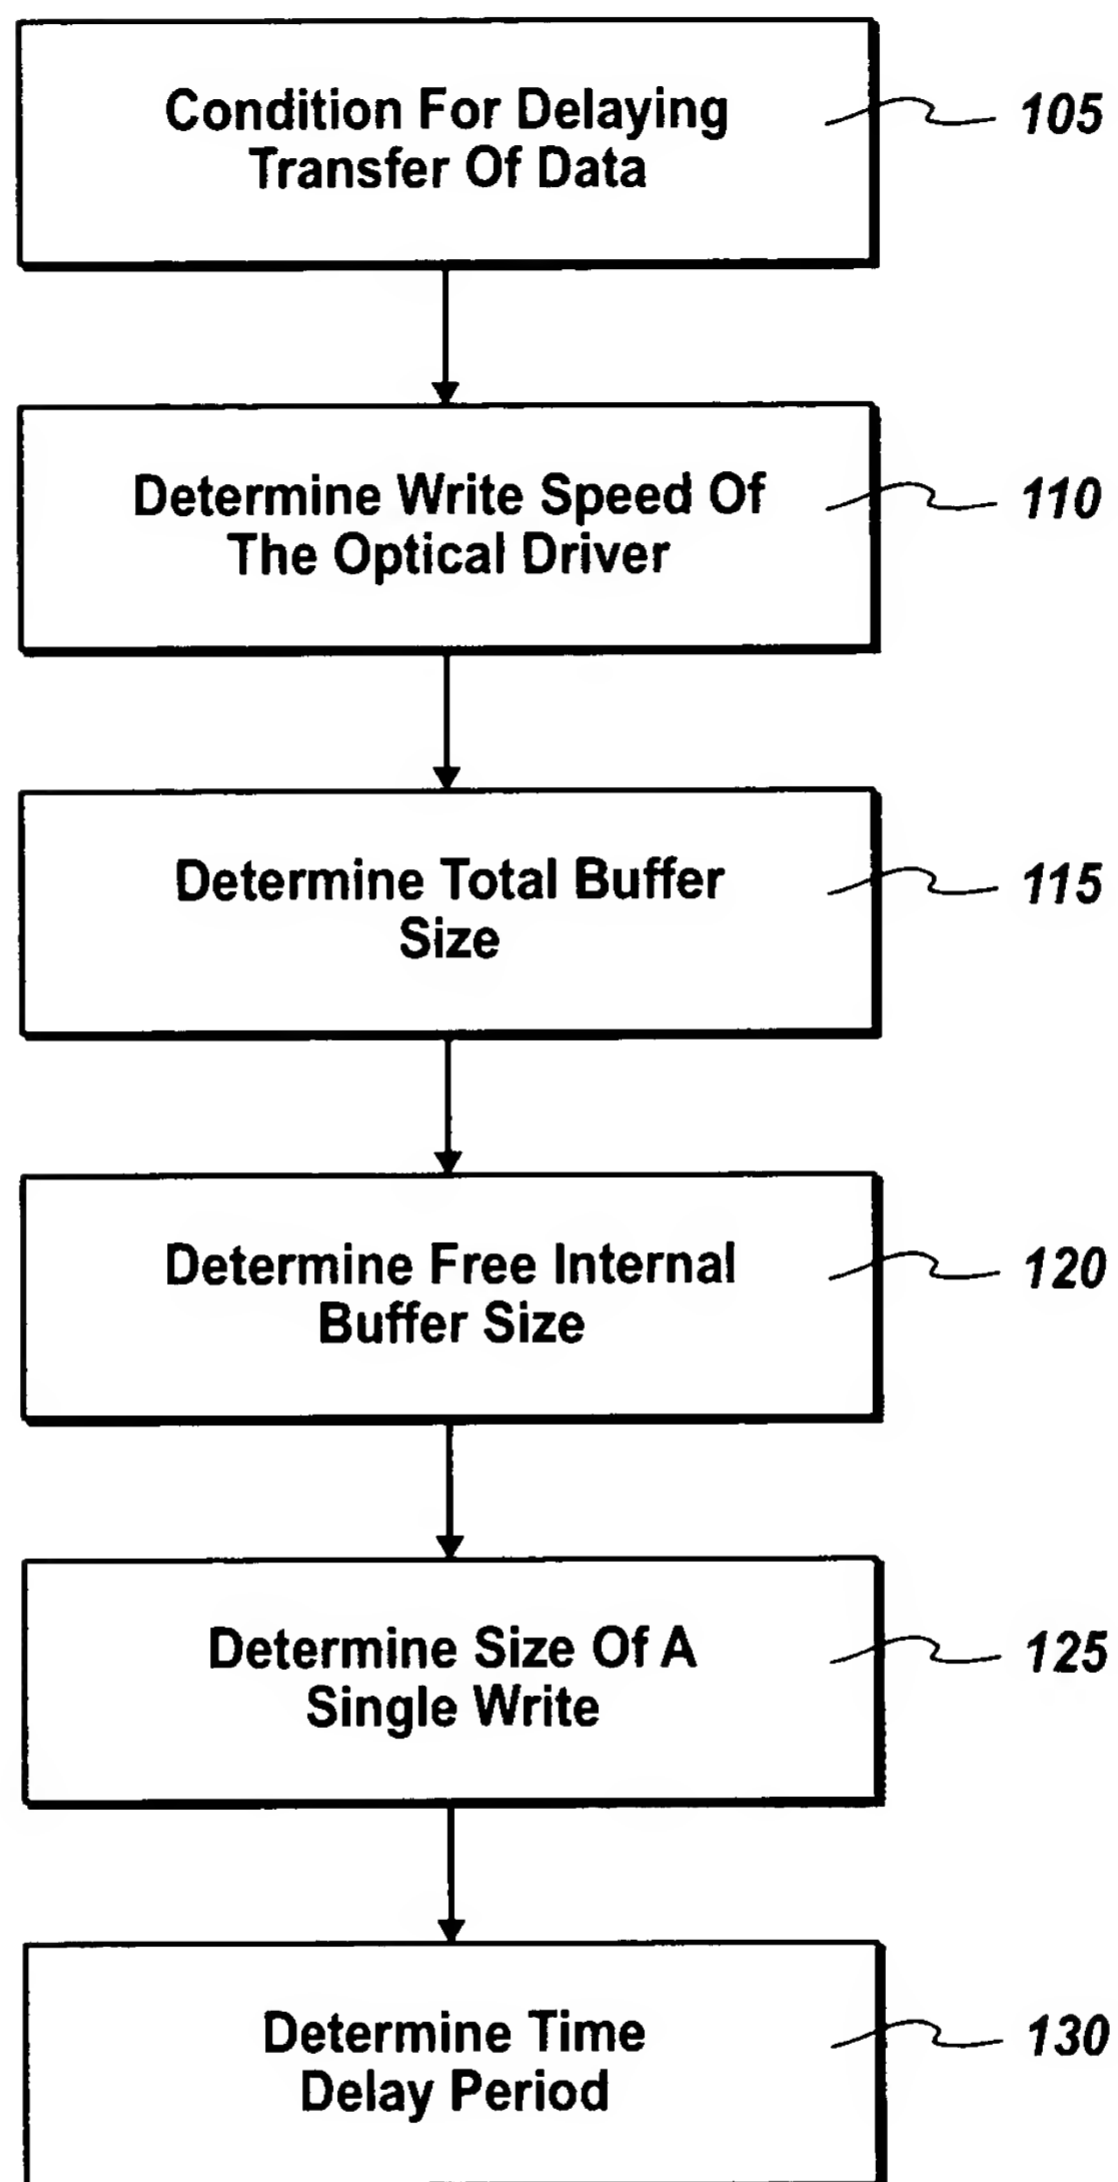 Condition For Delaying
Transfer Of Data
105
Determine Write Speed Of
The Optical Driver
110
Determine Total Buffer
Size
115
Determine Free Internal
Buffer Size
120
Determine Size Of A
Single Write
125
Determine Time
Delay Period
130